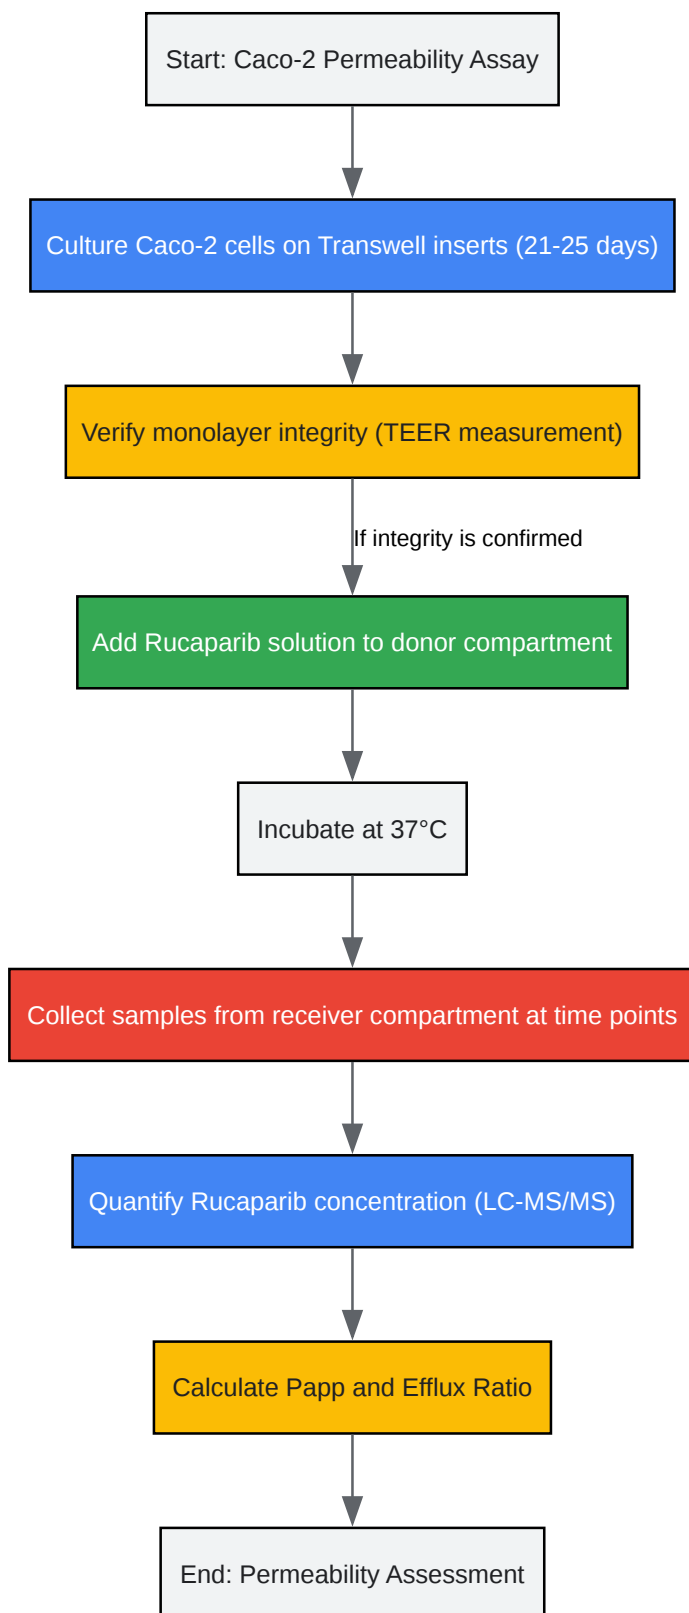 Start: Caco-2 Permeability Assay
Culture Caco-2 cells on Transwell inserts (21-25 days)
Verify monolayer integrity (TEER measurement)
If integrity is confirmed
Add Rucaparib solution to donor compartment
Incubate at 37°C
Collect samples from receiver compartment at time points
Quantify Rucaparib concentration (LC-MS/MS)
Calculate Papp and Efflux Ratio
End: Permeability Assessment